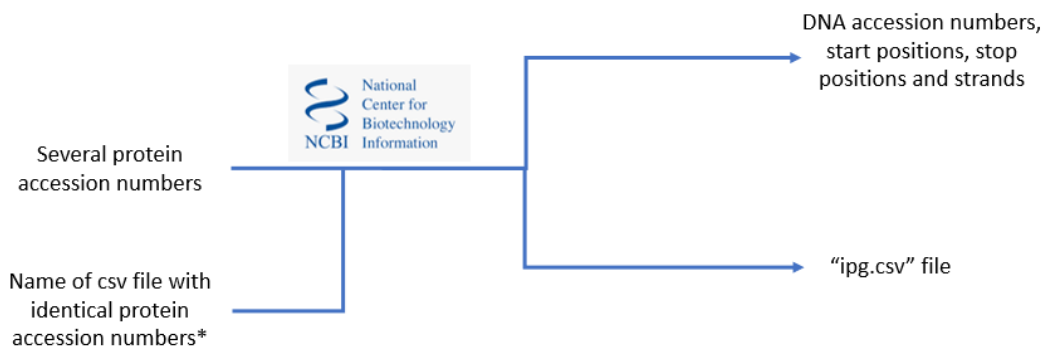 DNA accession numbers,
start positions, stop
positions and strands
National
Center for
Biotechnology
NCBI Information
Several protein
accession numbers
Name of csv file with
identical protein
accession numbers*
“ipg.csv” file